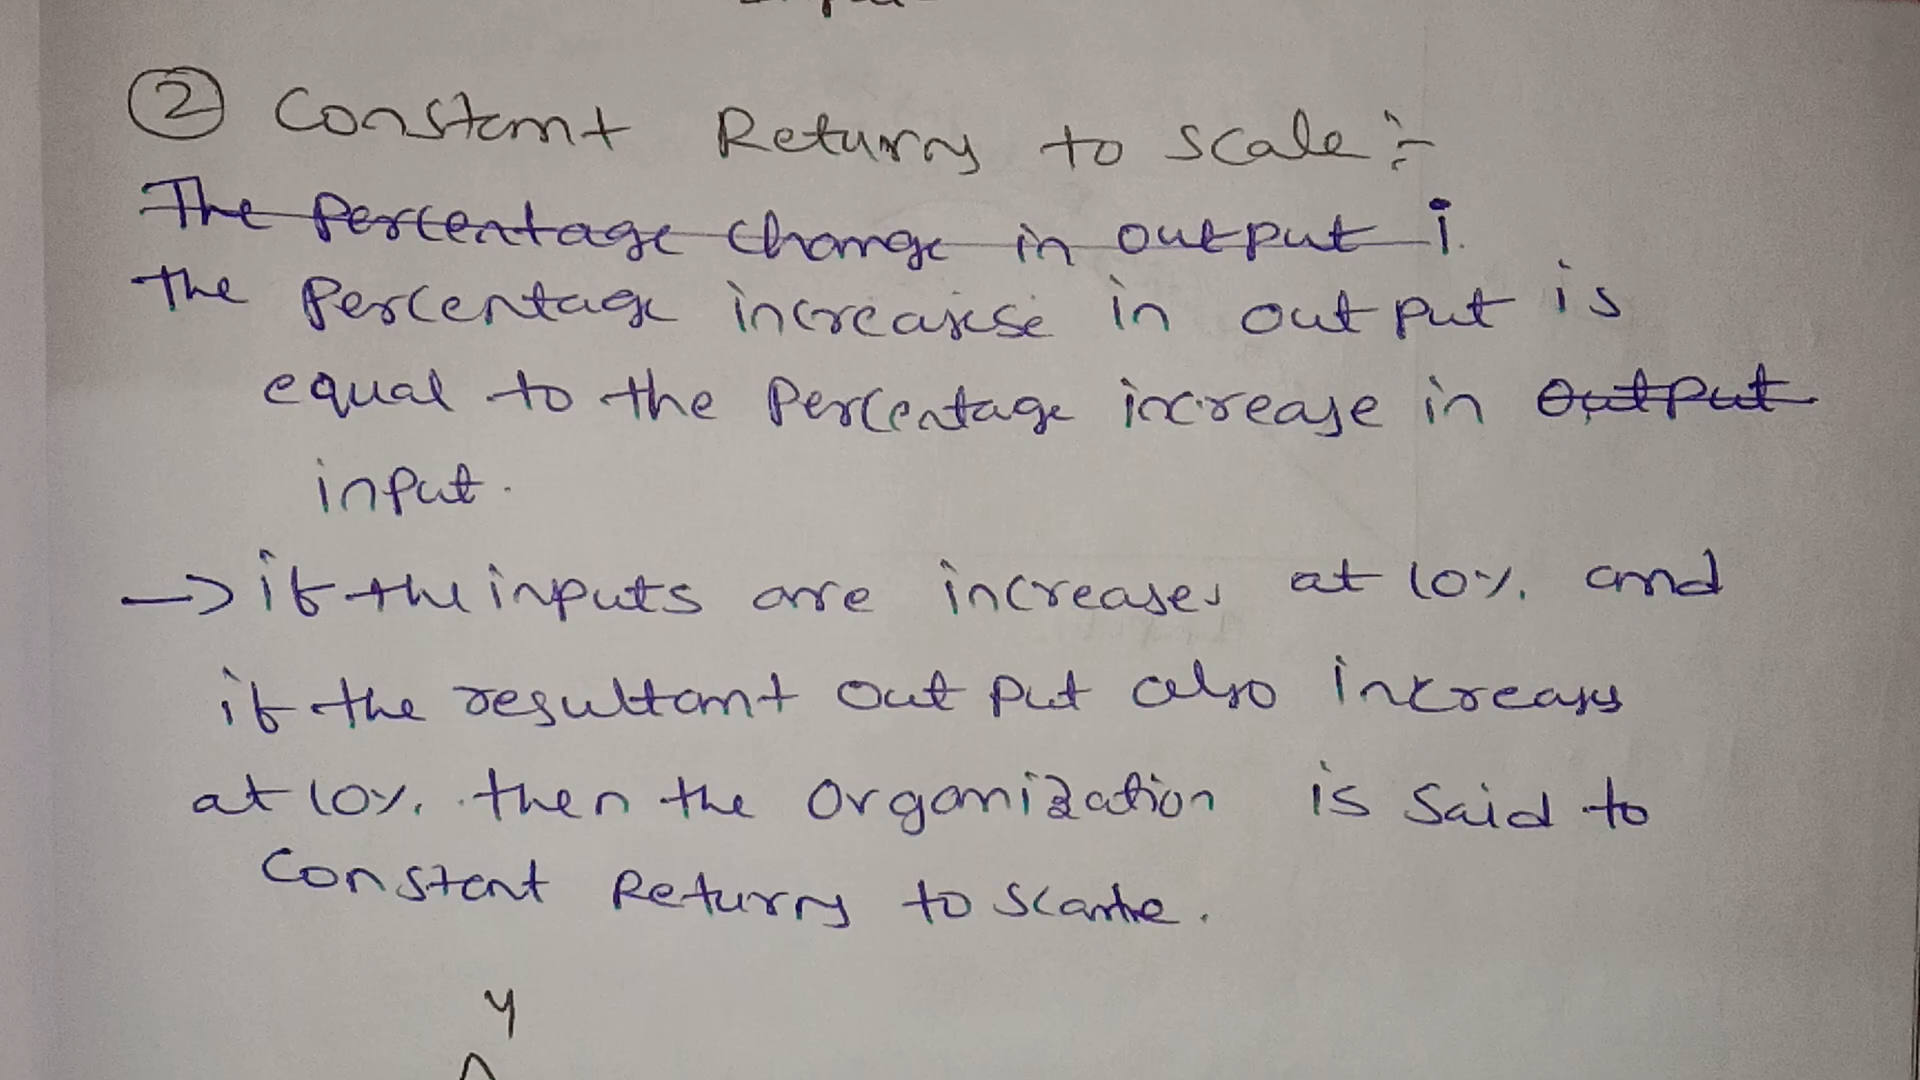 ② Constant Returns to scale :-
The percentage change in output i
The percentage increase in output is
equal to the percentage increase in output
input.
→ if the inputs are increases at 10% and
if the resultant out put also increases
at 10%. then the organization is said to
Constant Returns to scale.
y